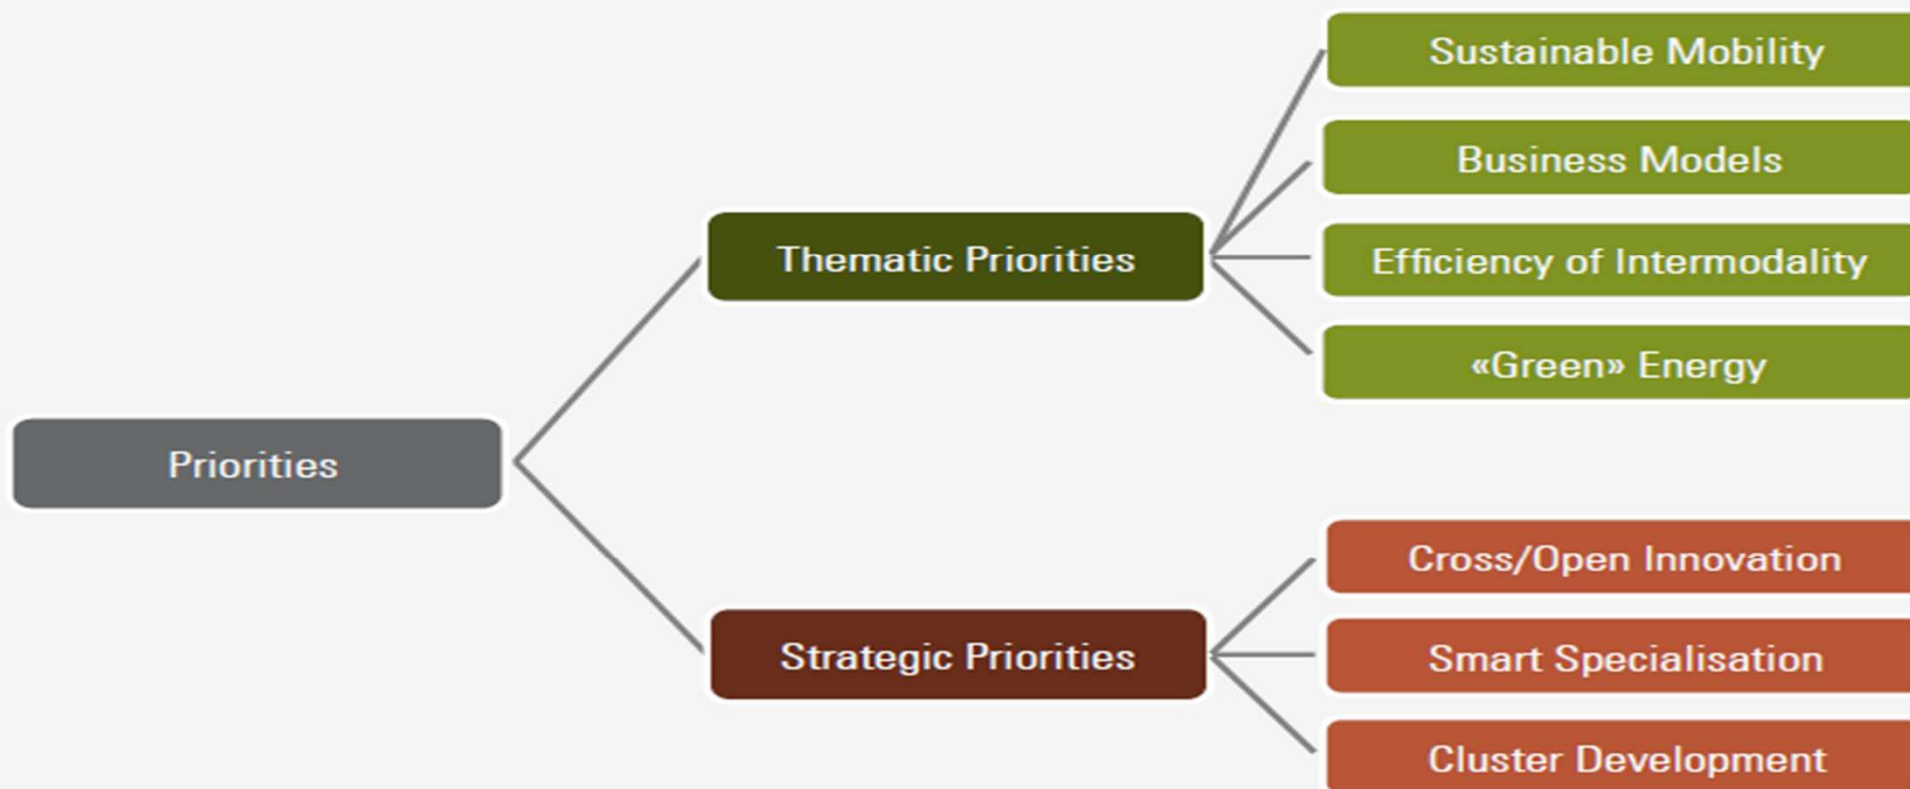 Priorities
Thematic Priorities
Sustainable Mobility
Business Models
Efficiency of Intermodality
«Green» Energy
Strategic Priorities
Cross/Open Innovation
Smart Specialisation
Cluster Development